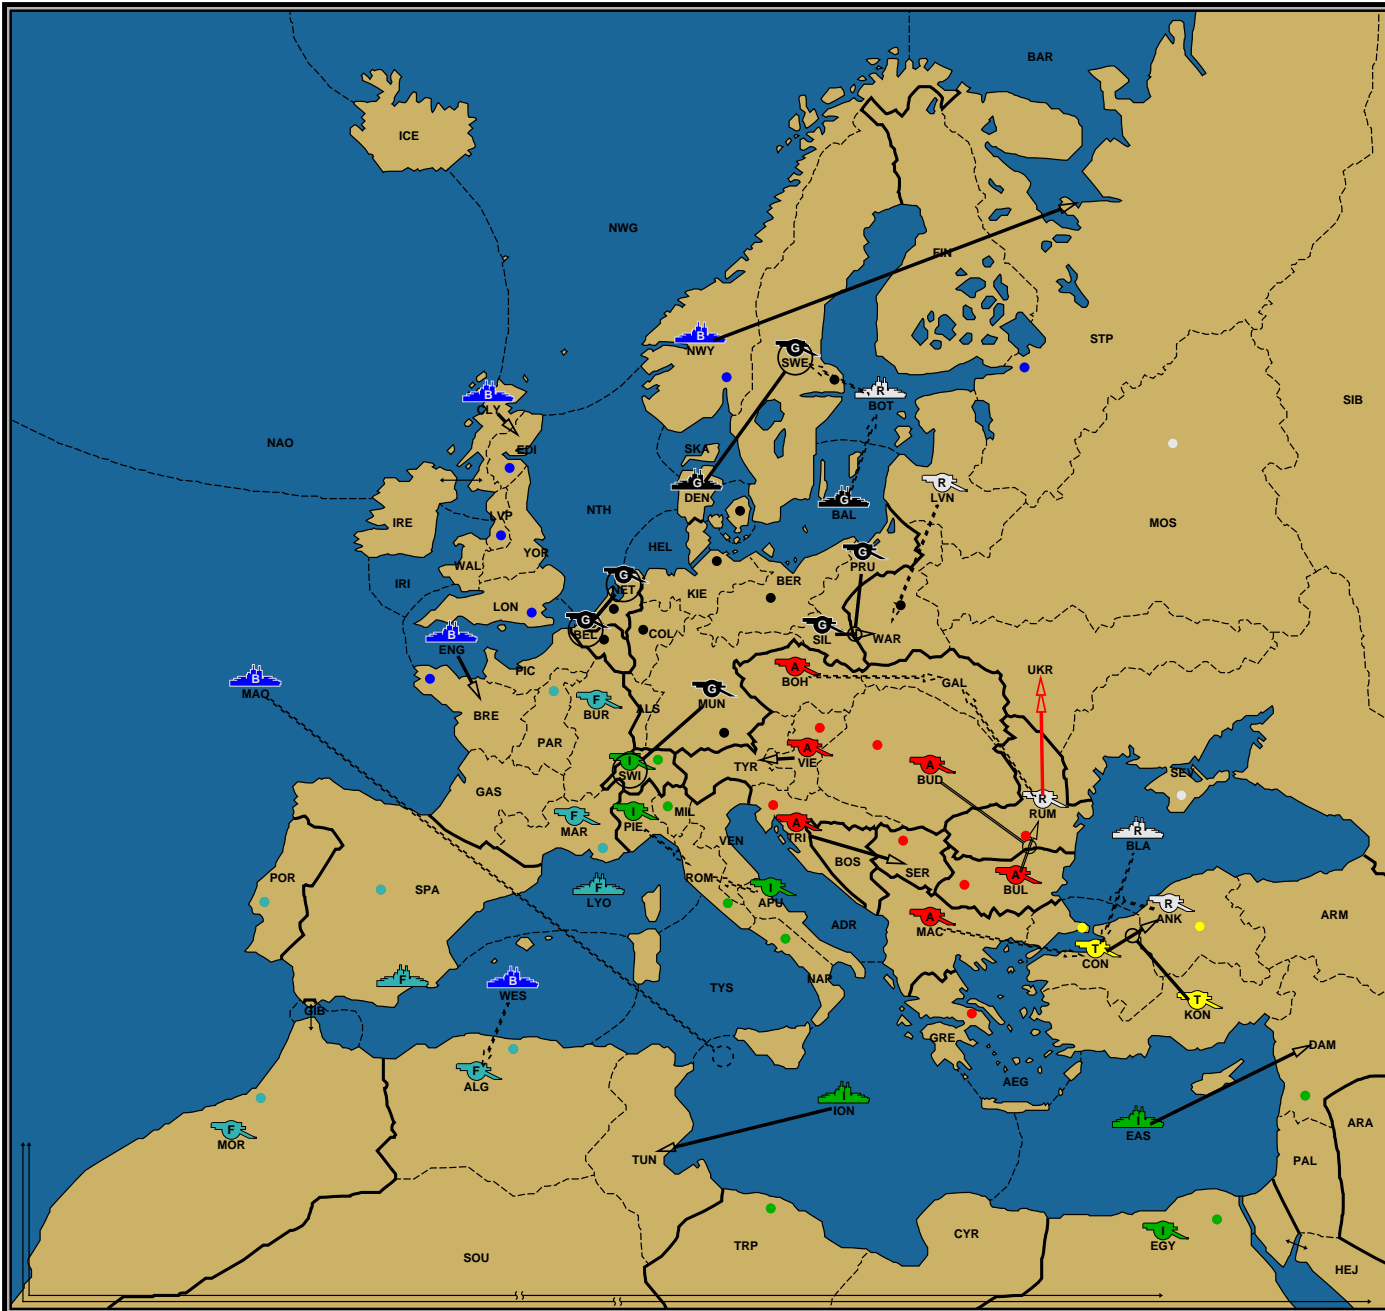 BAR
ICE
NWG
FIN
B
NWY
STP
G
SWE
B
CLY
R
BOT
SIB
NAO
EDI
SKA
G
DEN
R
LVN
G
BAL
NTH
LVP
IRE
MOS
YOR
HEL
G
PRU
WAL
G
NET
IRI
KIE
BER
LON
G
BEL
COL
G
SIL
WAR
B
ENG
PIC
A
BOH
UKR
B
MAO
GAL
F
BUR
ALS
G
MUN
BRE
PAR
A
VIE
TYR
I
SWI
A
BUD
SEV
GAS
R
RUM
I
PIE
MIL
F
MAR
A
TRI
VEN
R
BLA
BOS
SER
POR
SPA
F
LYO
ROM
I
APU
A
BUL
R
ANK
A
MAC
ARM
ADR
T
CON
F
B
WES
TYS
NAP
T
KON
GIB
GRE
DAM
F
ALG
AEG
I
ION
I
EAS
F
MOR
ARA
TUN
PAL
I
EGY
CYR
TRP
SOU
HEJ